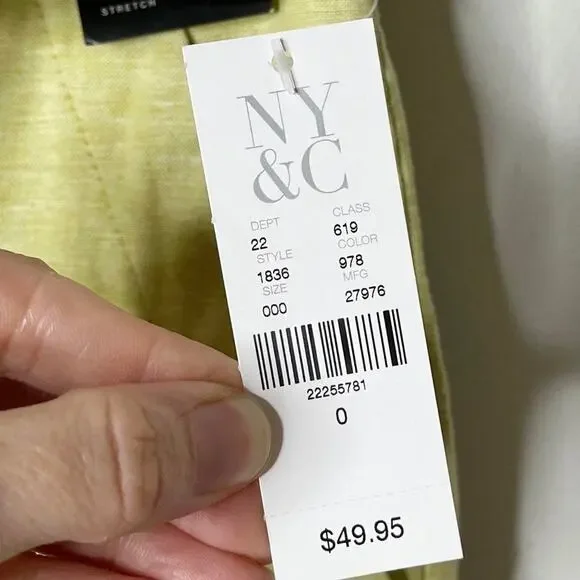 STRETCH
NY
&C
DEPT CLASS
22 619
STYLE COLOR
1836 978
SIZE MFG
000 27976
22255781
0
$49.95